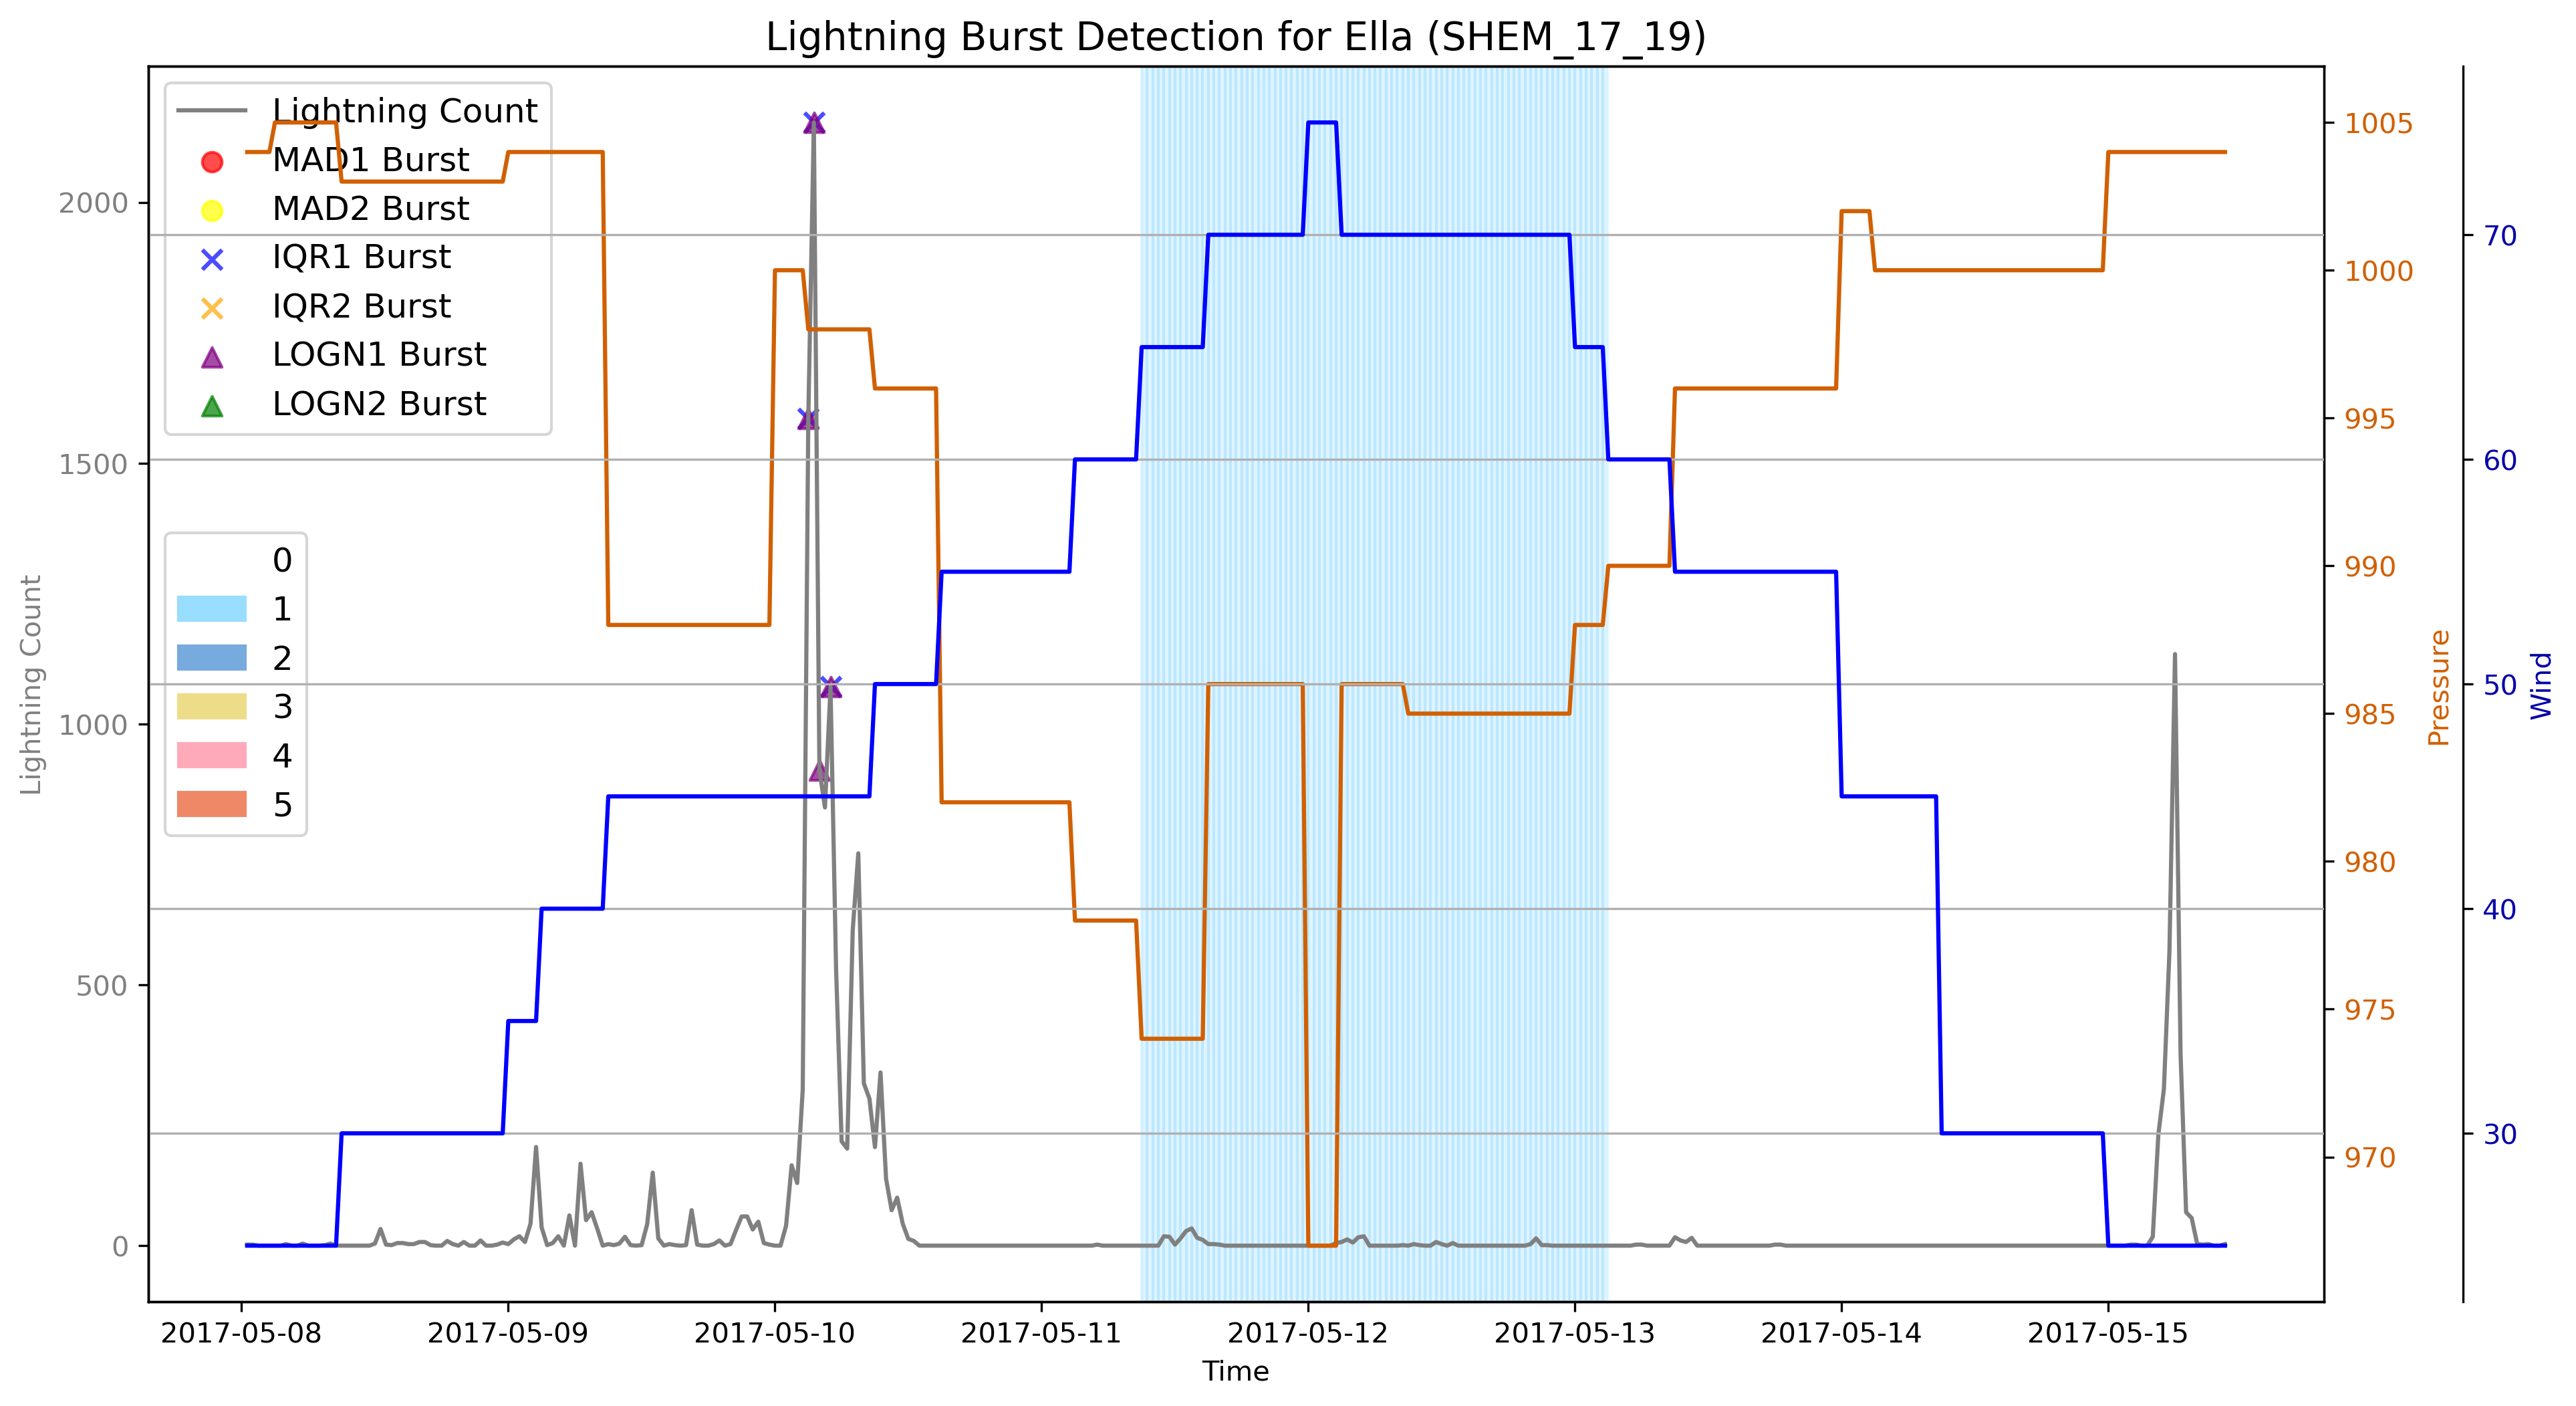 Lightning Burst Detection for Ella (SHEM_17_19)
Lightning Count
MAD1 Burst
MAD2 Burst
IQR1 Burst
IQR2 Burst
LOGN1 Burst
LOGN2 Burst
0
1
2
3
4
5
Lightning Count
2000
1500
1000
500
0
1005
1000
995
990
985
980
975
970
Pressure
70
60
50
40
30
Wind
2017-05-08
2017-05-09
2017-05-10
2017-05-11
2017-05-12
2017-05-13
2017-05-14
2017-05-15
Time